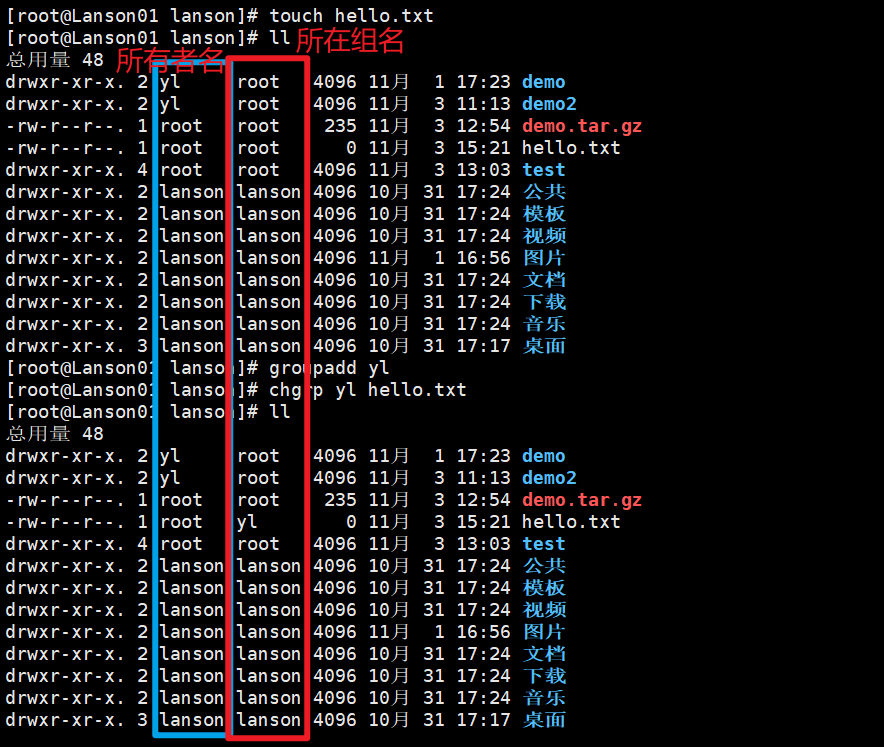 [root@Lanson01 lanson]# touch hello.txt
[root@Lanson01 lanson]# ll 所在组名
总用量 48 所有者名
drwxr-xr-x. 2 yl     root   4096 11月  1 17:23 demo
drwxr-xr-x. 2 yl     root   4096 11月  3 11:13 demo2
-rw-r--r--. 1 root   root    235 11月  3 12:54 demo.tar.gz
-rw-r--r--. 1 root   root      0 11月  3 15:21 hello.txt
drwxr-xr-x. 4 root   root   4096 11月  3 13:03 test
drwxr-xr-x. 2 lanson lanson 4096 10月 31 17:24 公共
drwxr-xr-x. 2 lanson lanson 4096 10月 31 17:24 模板
drwxr-xr-x. 2 lanson lanson 4096 10月 31 17:24 视频
drwxr-xr-x. 2 lanson lanson 4096 11月  1 16:56 图片
drwxr-xr-x. 2 lanson lanson 4096 10月 31 17:24 文档
drwxr-xr-x. 2 lanson lanson 4096 10月 31 17:24 下载
drwxr-xr-x. 2 lanson lanson 4096 10月 31 17:24 音乐
drwxr-xr-x. 3 lanson lanson 4096 10月 31 17:17 桌面
[root@Lanson01 lanson]# groupadd yl
[root@Lanson01 lanson]# chgrp yl hello.txt
[root@Lanson01 lanson]# ll
总用量 48
drwxr-xr-x. 2 yl     root   4096 11月  1 17:23 demo
drwxr-xr-x. 2 yl     root   4096 11月  3 11:13 demo2
-rw-r--r--. 1 root   root    235 11月  3 12:54 demo.tar.gz
-rw-r--r--. 1 root   yl        0 11月  3 15:21 hello.txt
drwxr-xr-x. 4 root   root   4096 11月  3 13:03 test
drwxr-xr-x. 2 lanson lanson 4096 10月 31 17:24 公共
drwxr-xr-x. 2 lanson lanson 4096 10月 31 17:24 模板
drwxr-xr-x. 2 lanson lanson 4096 10月 31 17:24 视频
drwxr-xr-x. 2 lanson lanson 4096 11月  1 16:56 图片
drwxr-xr-x. 2 lanson lanson 4096 10月 31 17:24 文档
drwxr-xr-x. 2 lanson lanson 4096 10月 31 17:24 下载
drwxr-xr-x. 2 lanson lanson 4096 10月 31 17:24 音乐
drwxr-xr-x. 3 lanson lanson 4096 10月 31 17:17 桌面